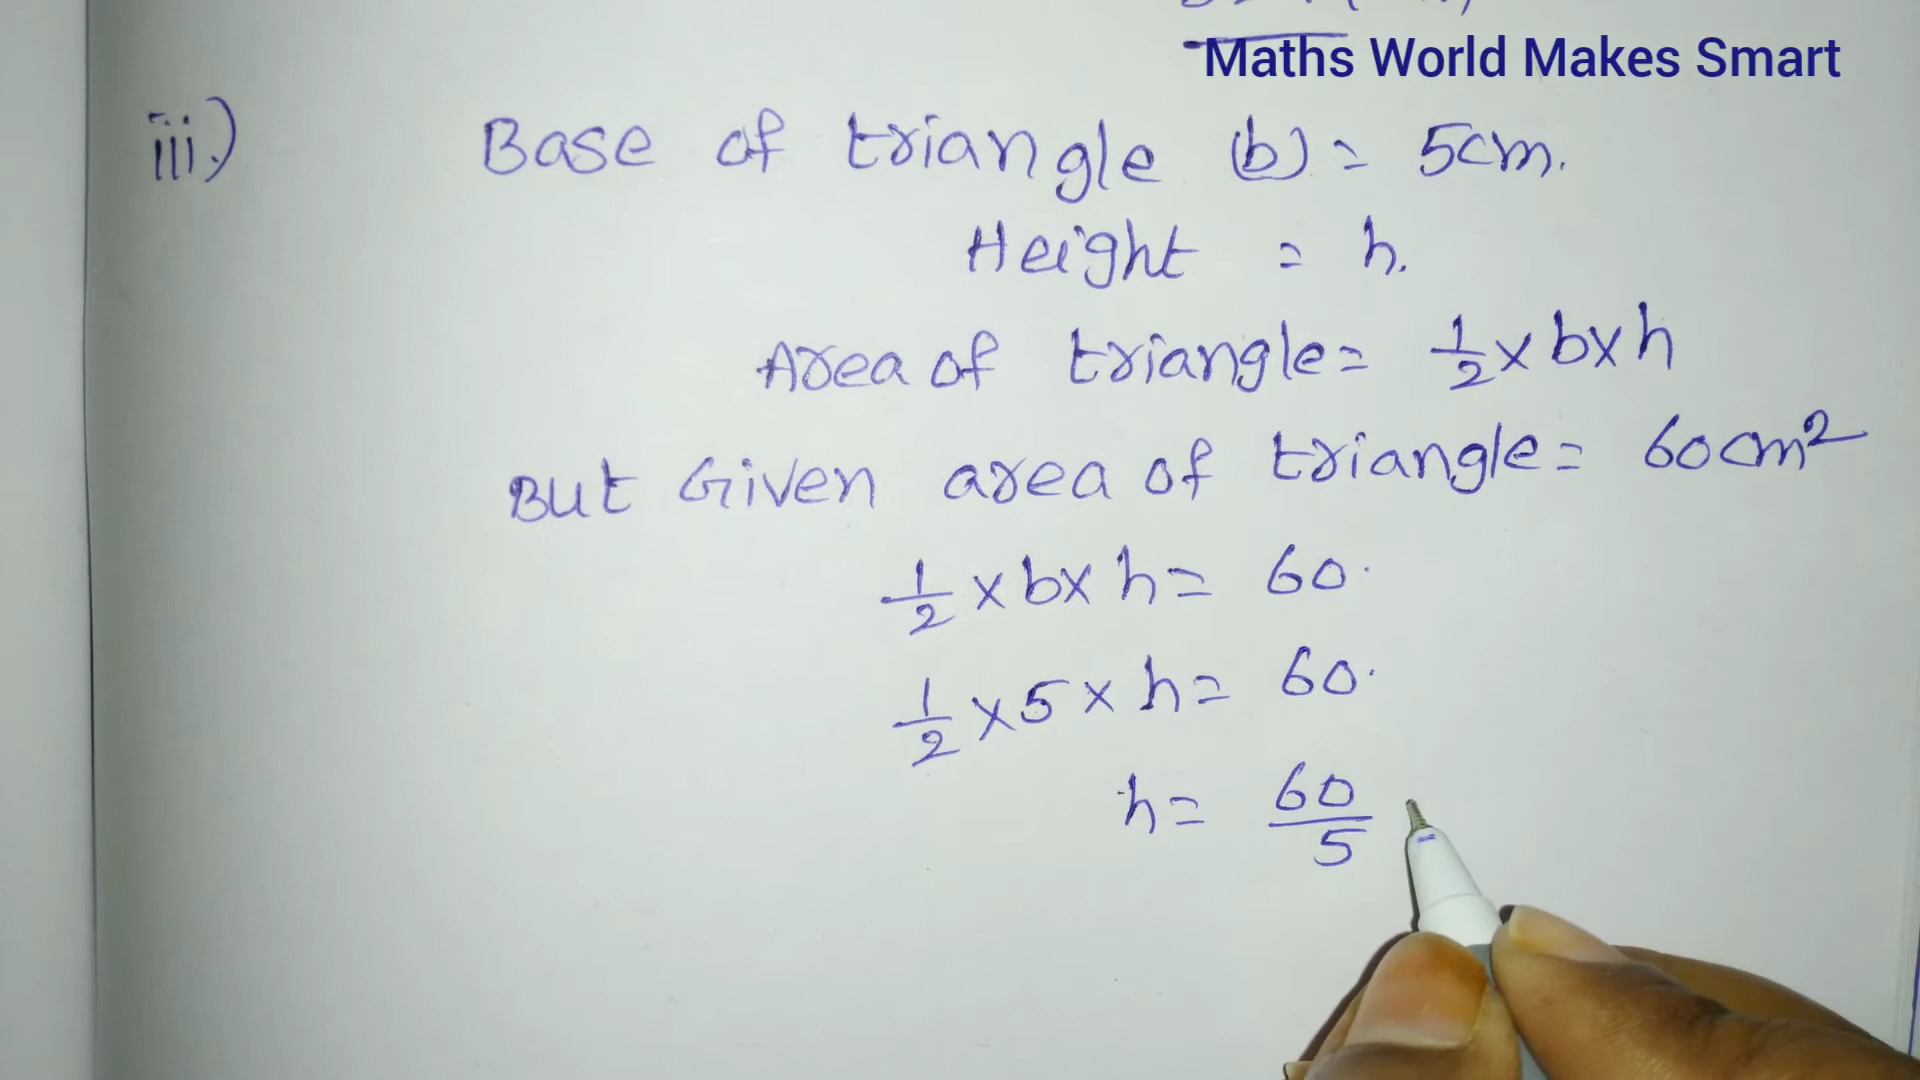 Maths World Makes Smart
iii.) Base of triangle (b) = 5cm.
Height = h.
Area of triangle = 1/2 x b x h
But Given area of triangle = 60cm²
1/2 x b x h = 60.
1/2 x 5 x h = 60.
h = 60/5